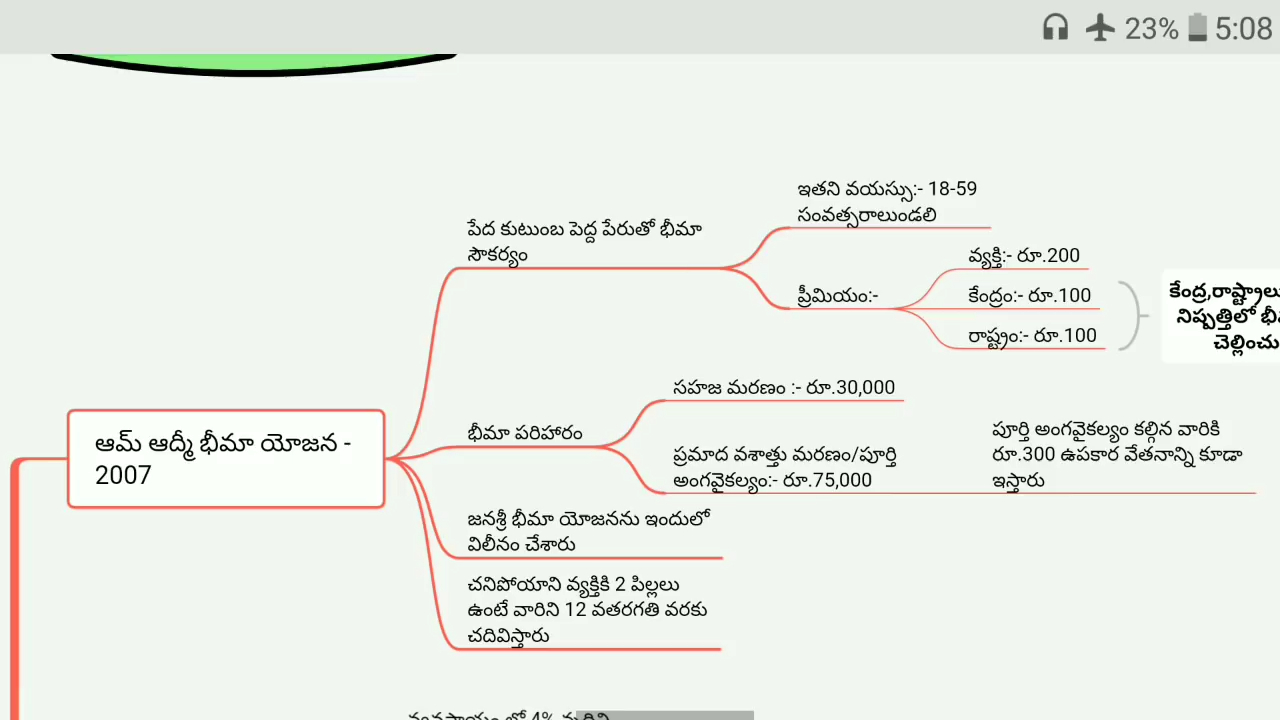 23% 5:08
ఇతని వయస్సు:- 18-59
సంవత్సరాలుండలి
పేద కుటుంబ పెద్ద పేరుతో భీమా
సౌకర్యం
వ్యక్తి:- రూ.200
ప్రీమియం:-
కేంద్రం:- రూ.100
రాష్ట్రం:- రూ.100
కేంద్ర,రాష్ట్రాలు
నిష్పత్తిలో
చెల్లించు
సహజ మరణం :- రూ.30,000
భీమా పరిహారం
ప్రమాద వశాత్తు మరణం/పూర్తి
అంగవైకల్యం:- రూ.75,000
పూర్తి అంగవైకల్యం కల్గిన వారికి
రూ.300 ఉపకార వేతనాన్ని కూడా
ఇస్తారు
ఆమ్ ఆద్మీ భీమా యోజన -
2007
జనశ్రీ భీమా యోజనను ఇందులో
విలీనం చేశారు
చనిపోయాని వ్యక్తికి 2 పిల్లలు
ఉంటే వారిని 12 వతరగతి వరకు
చదివిస్తారు